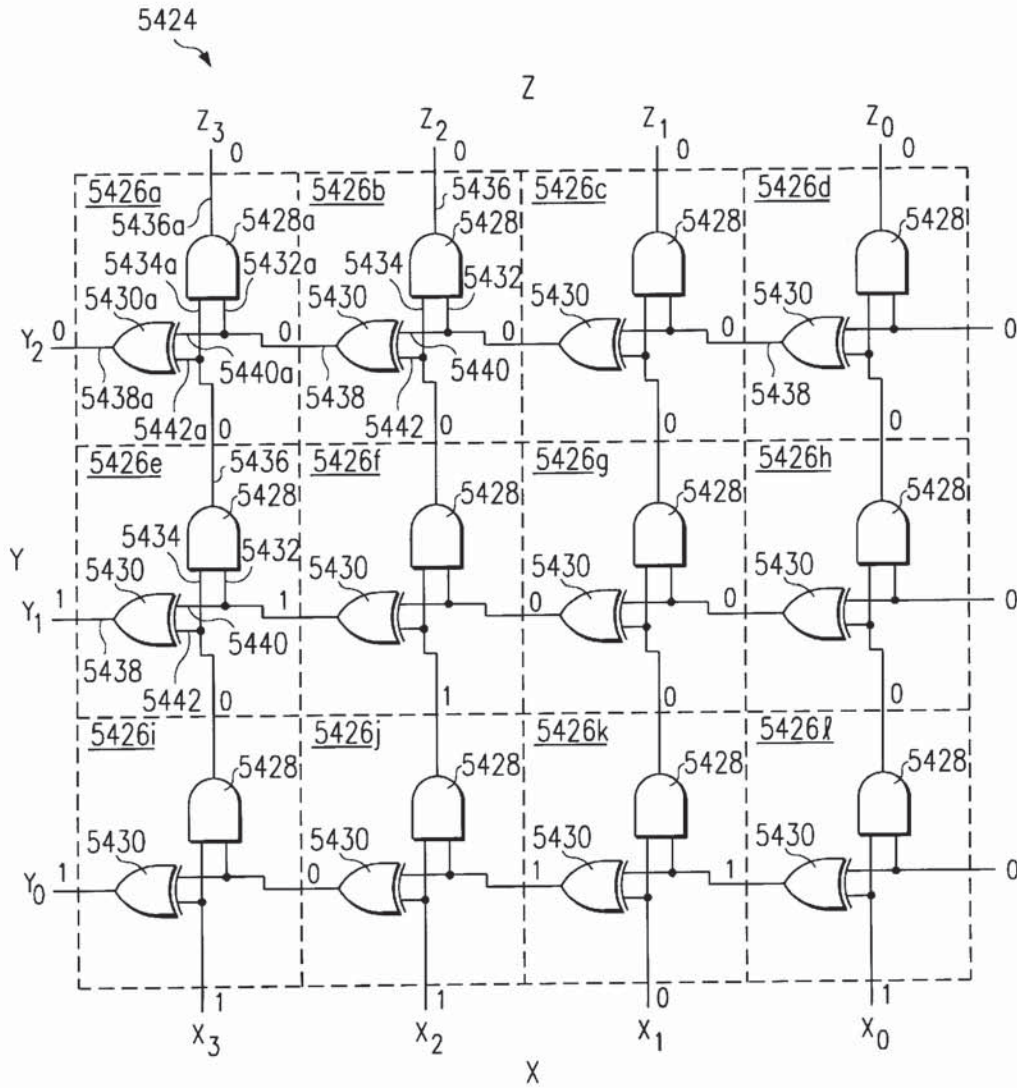 5424
Z
Z3 Z2 Z1 Z0
0 0 0 0
5426a 5426b 5436 5426c 5426d
5436a 5428a 5428 5428 5428
5434a 5432a 5434 5432
5430a 5430 5430 5430
Y2 0 0 0 0 0
5440a 5440
5438a 5438 5438
5442a 0 5442 0 0 0
5426e 5436 5426f 5426g 5426h
5428 5428 5428 5428
5434 5432
Y
5430 5430 5430 5430
Y1 1 1 0 0 0
5440
5438
5442 0 1 0 0
5426i 5426j 5426k 5426l
5428 5428 5428 5428
5430 5430 5430 5430
Y0 1 0 1 1 0
1 1 0 1
X3 X2 X1 X0
X